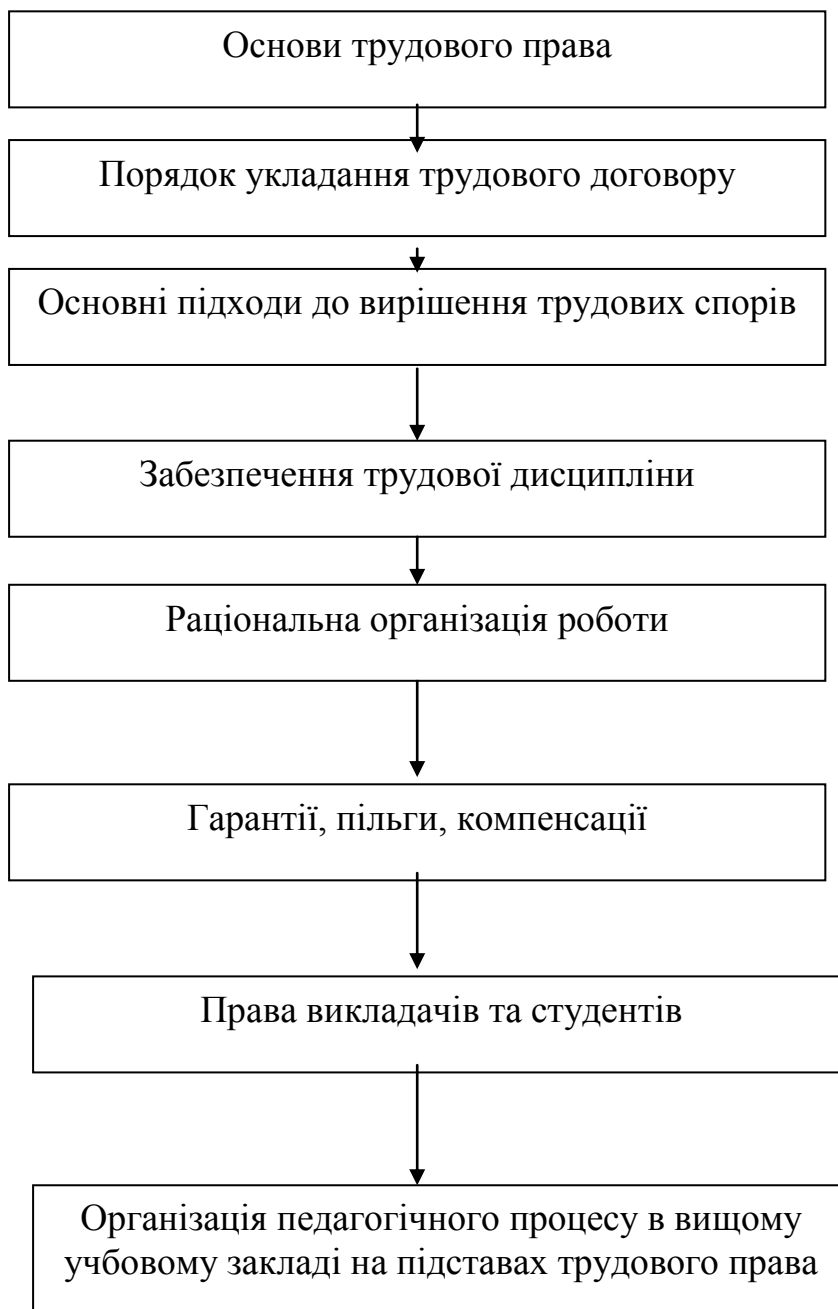 Основи трудового права
Порядок укладання трудового договору
Основні підходи до вирішення трудових спорів
Забезпечення трудової дисципліни
Раціональна організація роботи
Гарантії, пільги, компенсації
Права викладачів та студентів
Організація педагогічного процесу в вищому
учбовому закладі на підставах трудового права